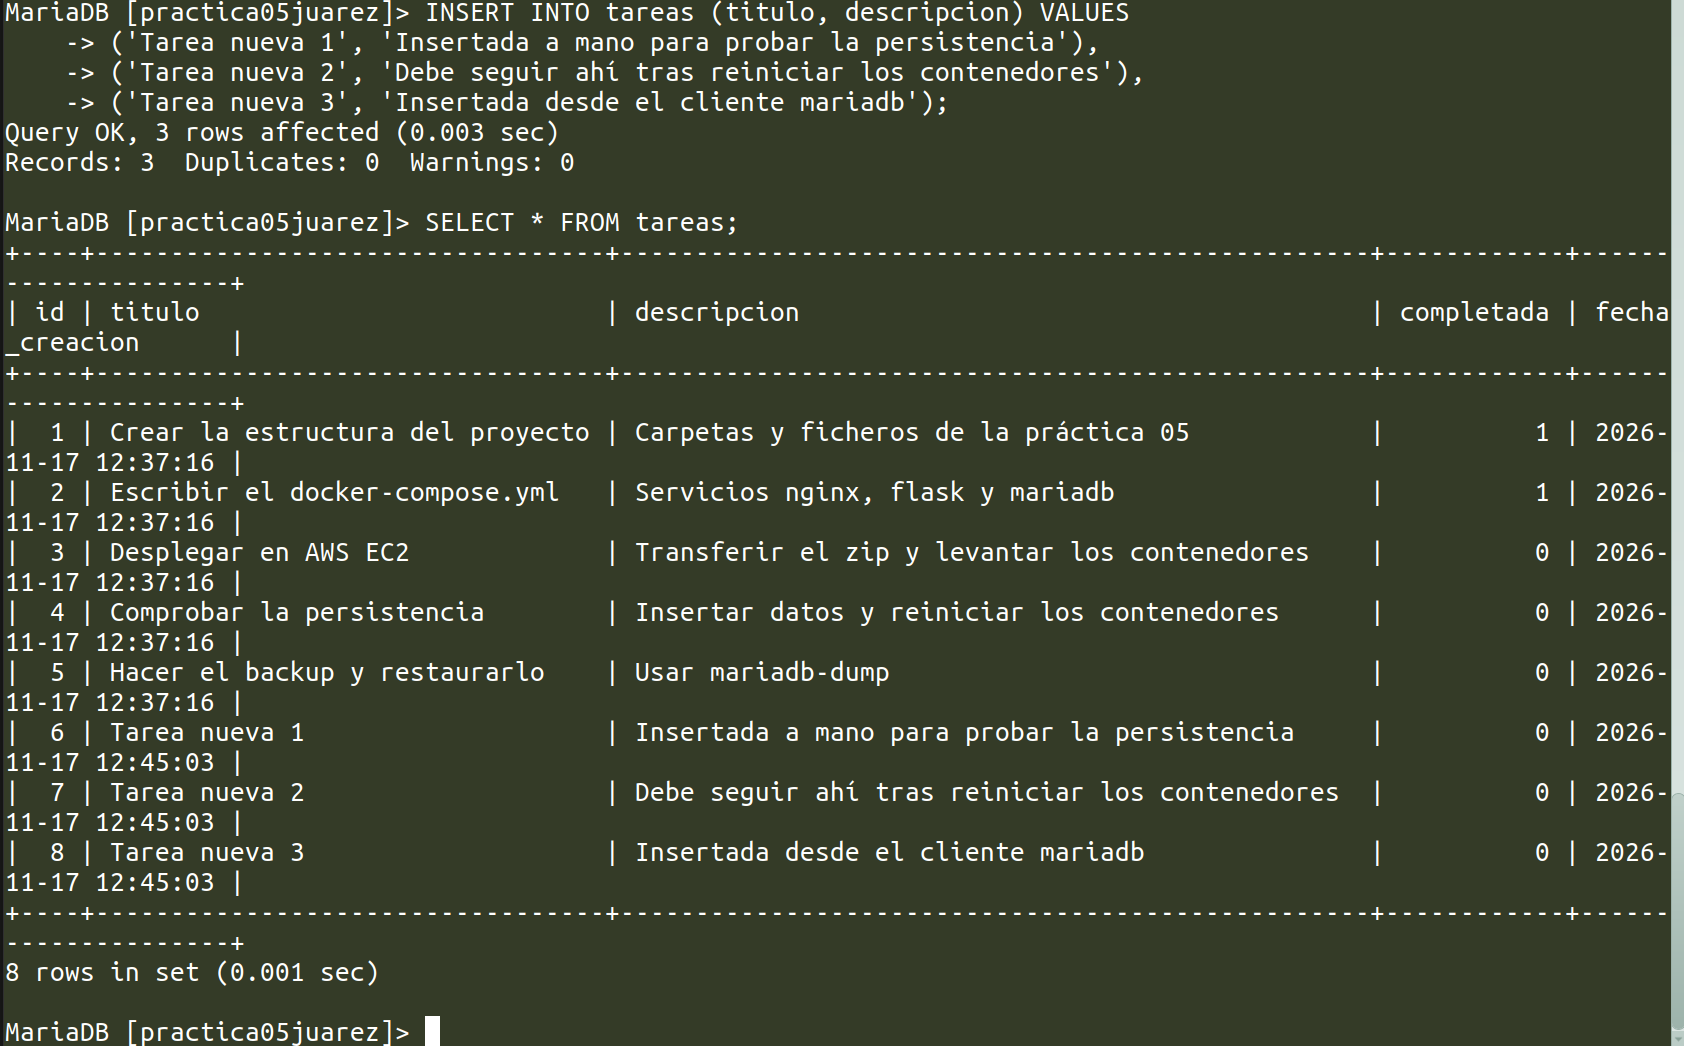 MariaDB [practica05juarez]> INSERT INTO tareas (titulo, descripcion) VALUES
    -> ('Tarea nueva 1', 'Insertada a mano para probar la persistencia'),
    -> ('Tarea nueva 2', 'Debe seguir ahí tras reiniciar los contenedores'),
    -> ('Tarea nueva 3', 'Insertada desde el cliente mariadb');
Query OK, 3 rows affected (0.003 sec)
Records: 3  Duplicates: 0  Warnings: 0

MariaDB [practica05juarez]> SELECT * FROM tareas;
+----+----------------------------------+--------------------------------------------------+------------+------
---------------+
| id | titulo                           | descripcion                                      | completada | fecha
_creacion      |
+----+----------------------------------+--------------------------------------------------+------------+------
---------------+
|  1 | Crear la estructura del proyecto | Carpetas y ficheros de la práctica 05            |          1 | 2026-
11-17 12:37:16 |
|  2 | Escribir el docker-compose.yml   | Servicios nginx, flask y mariadb                 |          1 | 2026-
11-17 12:37:16 |
|  3 | Desplegar en AWS EC2             | Transferir el zip y levantar los contenedores    |          0 | 2026-
11-17 12:37:16 |
|  4 | Comprobar la persistencia        | Insertar datos y reiniciar los contenedores      |          0 | 2026-
11-17 12:37:16 |
|  5 | Hacer el backup y restaurarlo    | Usar mariadb-dump                                |          0 | 2026-
11-17 12:37:16 |
|  6 | Tarea nueva 1                    | Insertada a mano para probar la persistencia     |          0 | 2026-
11-17 12:45:03 |
|  7 | Tarea nueva 2                    | Debe seguir ahí tras reiniciar los contenedores  |          0 | 2026-
11-17 12:45:03 |
|  8 | Tarea nueva 3                    | Insertada desde el cliente mariadb               |          0 | 2026-
11-17 12:45:03 |
+----+----------------------------------+--------------------------------------------------+------------+------
---------------+
8 rows in set (0.001 sec)

MariaDB [practica05juarez]>